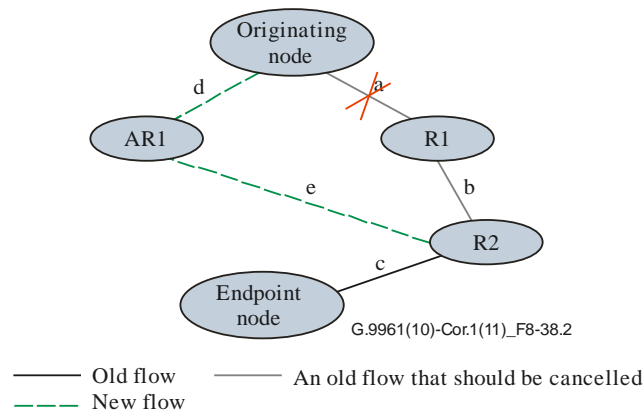 Originating
node
d
a
AR1
R1
e
b
R2
c
Endpoint
node
G.9961(10)-Cor.1(11)_F8-38.2
Old flow
An old flow that should be cancelled
New flow